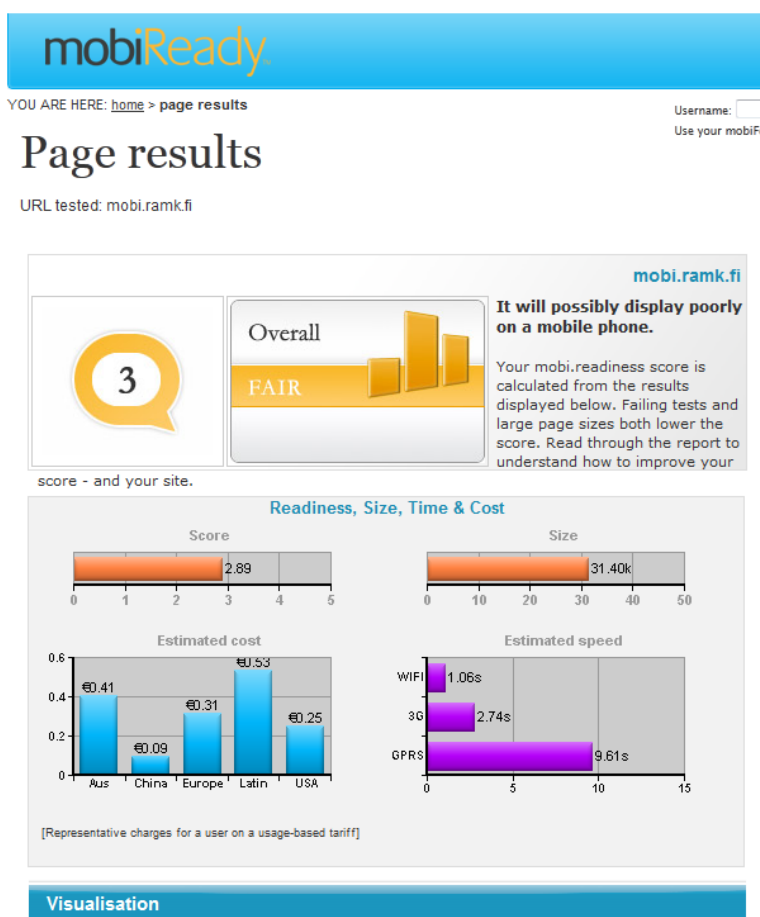 mobiReady
YOU ARE HERE: home > page results
Username:
Use your mobiF
Page results
URL tested: mobi.ramk.fi
mobi.ramk.fi
3
Overall
FAIR
It will possibly display poorly
on a mobile phone.
Your mobi.readiness score is
calculated from the results
displayed below. Failing tests and
large page sizes both lower the
score. Read through the report to
understand how to improve your
score - and your site.
Readiness, Size, Time & Cost
Score
2.89
0 1 2 3 4 5
Size
31.40k
0 10 20 30 40 50
Estimated cost
0.6
0.4
0.2
0
€0.41
€0.09
€0.31
€0.53
€0.25
Aus China Europe Latin USA
Estimated speed
WIFI 1.06s
3G 2.74s
GPRS 9.61s
0 5 10 15
[Representative charges for a user on a usage-based tariff]
Visualisation